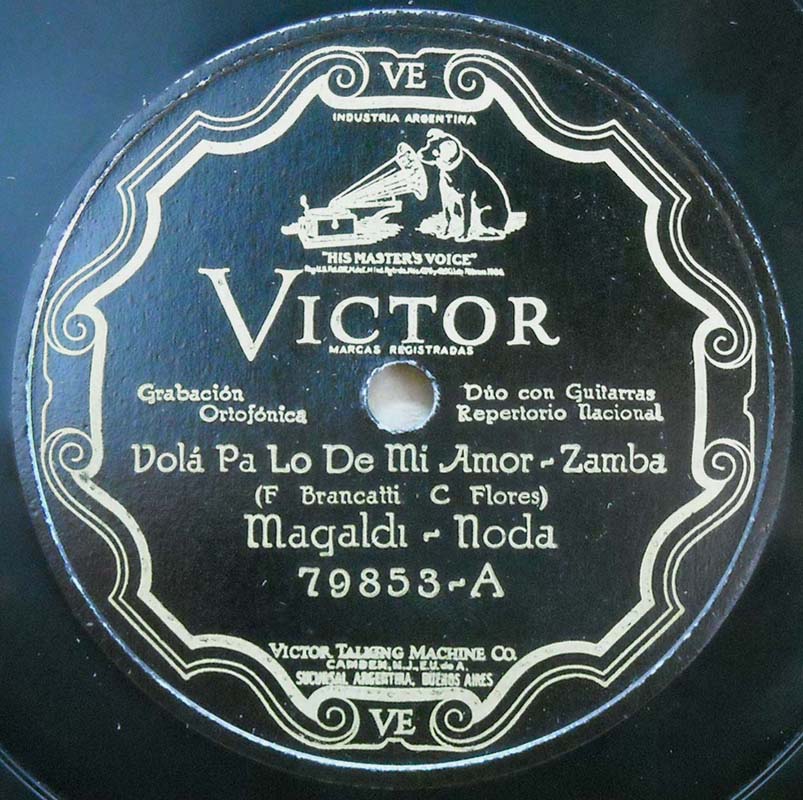 VE
INDUSTRIA ARGENTINA
"HIS MASTER'S VOICE"
VICTOR
MARCAS REGISTRADAS
Grabación
Ortofónica
Dúo con Guitarras
Repertorio Nacional
Volá Pa Lo De Mi Amor - Zamba
(F Brancatti C Flores)
Magaldi - Noda
79853-A
VICTOR TALKING MACHINE CO.
CAMDEN, N.J., E.U. de A.
SUCURSAL ARGENTINA, BUENOS AIRES
VE